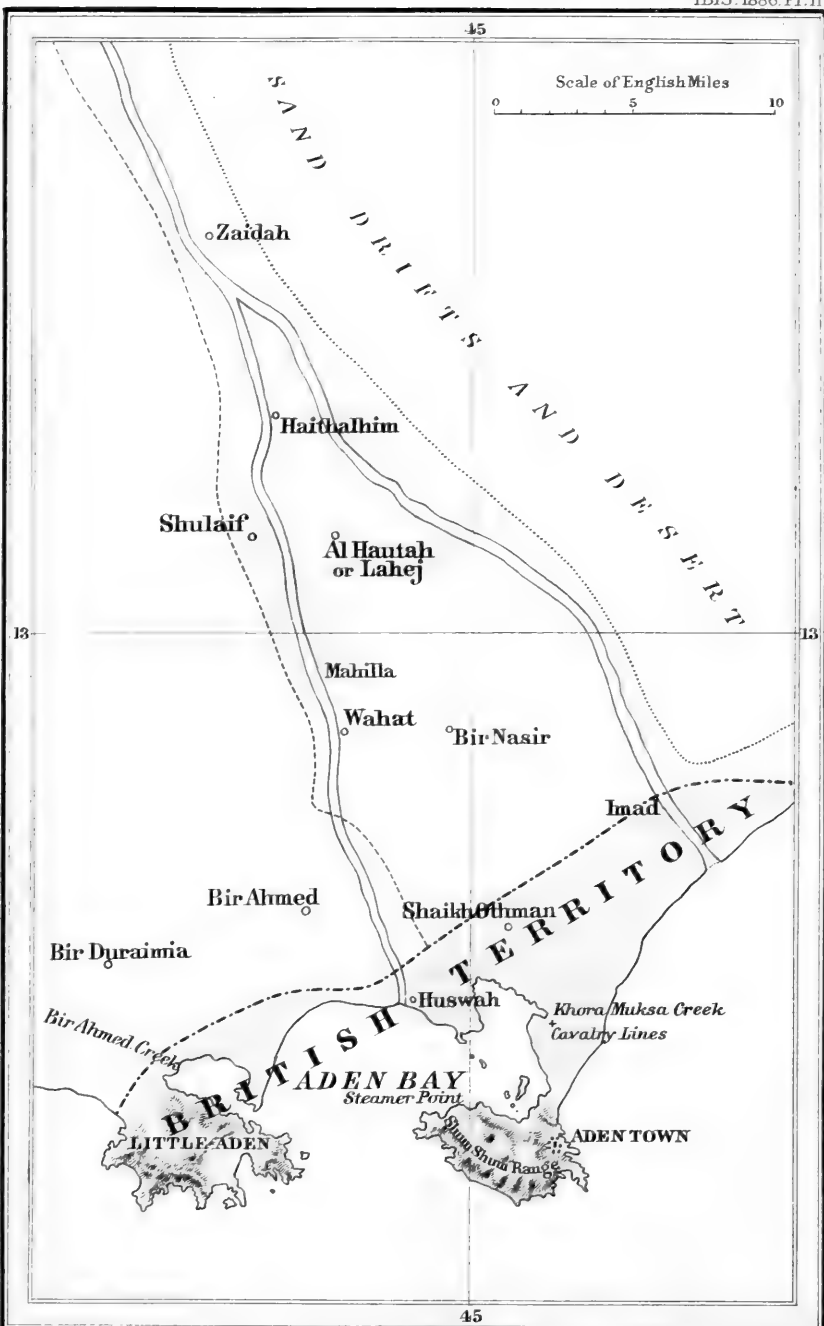 IBIS. 1886. Pl. II
45
Scale of English Miles
0 5 10
SAND DRIFTS AND DESERT
Zaidah
Haithalhim
Shulaif
Al Hautah
or Lahej
13
13
Mahilla
Wahat
Bir Nasir
Imad
Bir Ahmed
Shaikh Othman
Bir Duraimia
BRITISH TERRITORY
Huswah
Khora Muksa Creek
Cavalry Lines
Bir Ahmed Creek
ADEN BAY
Steamer Point
LITTLE-ADEN
Sham Shum Range
ADEN TOWN
45